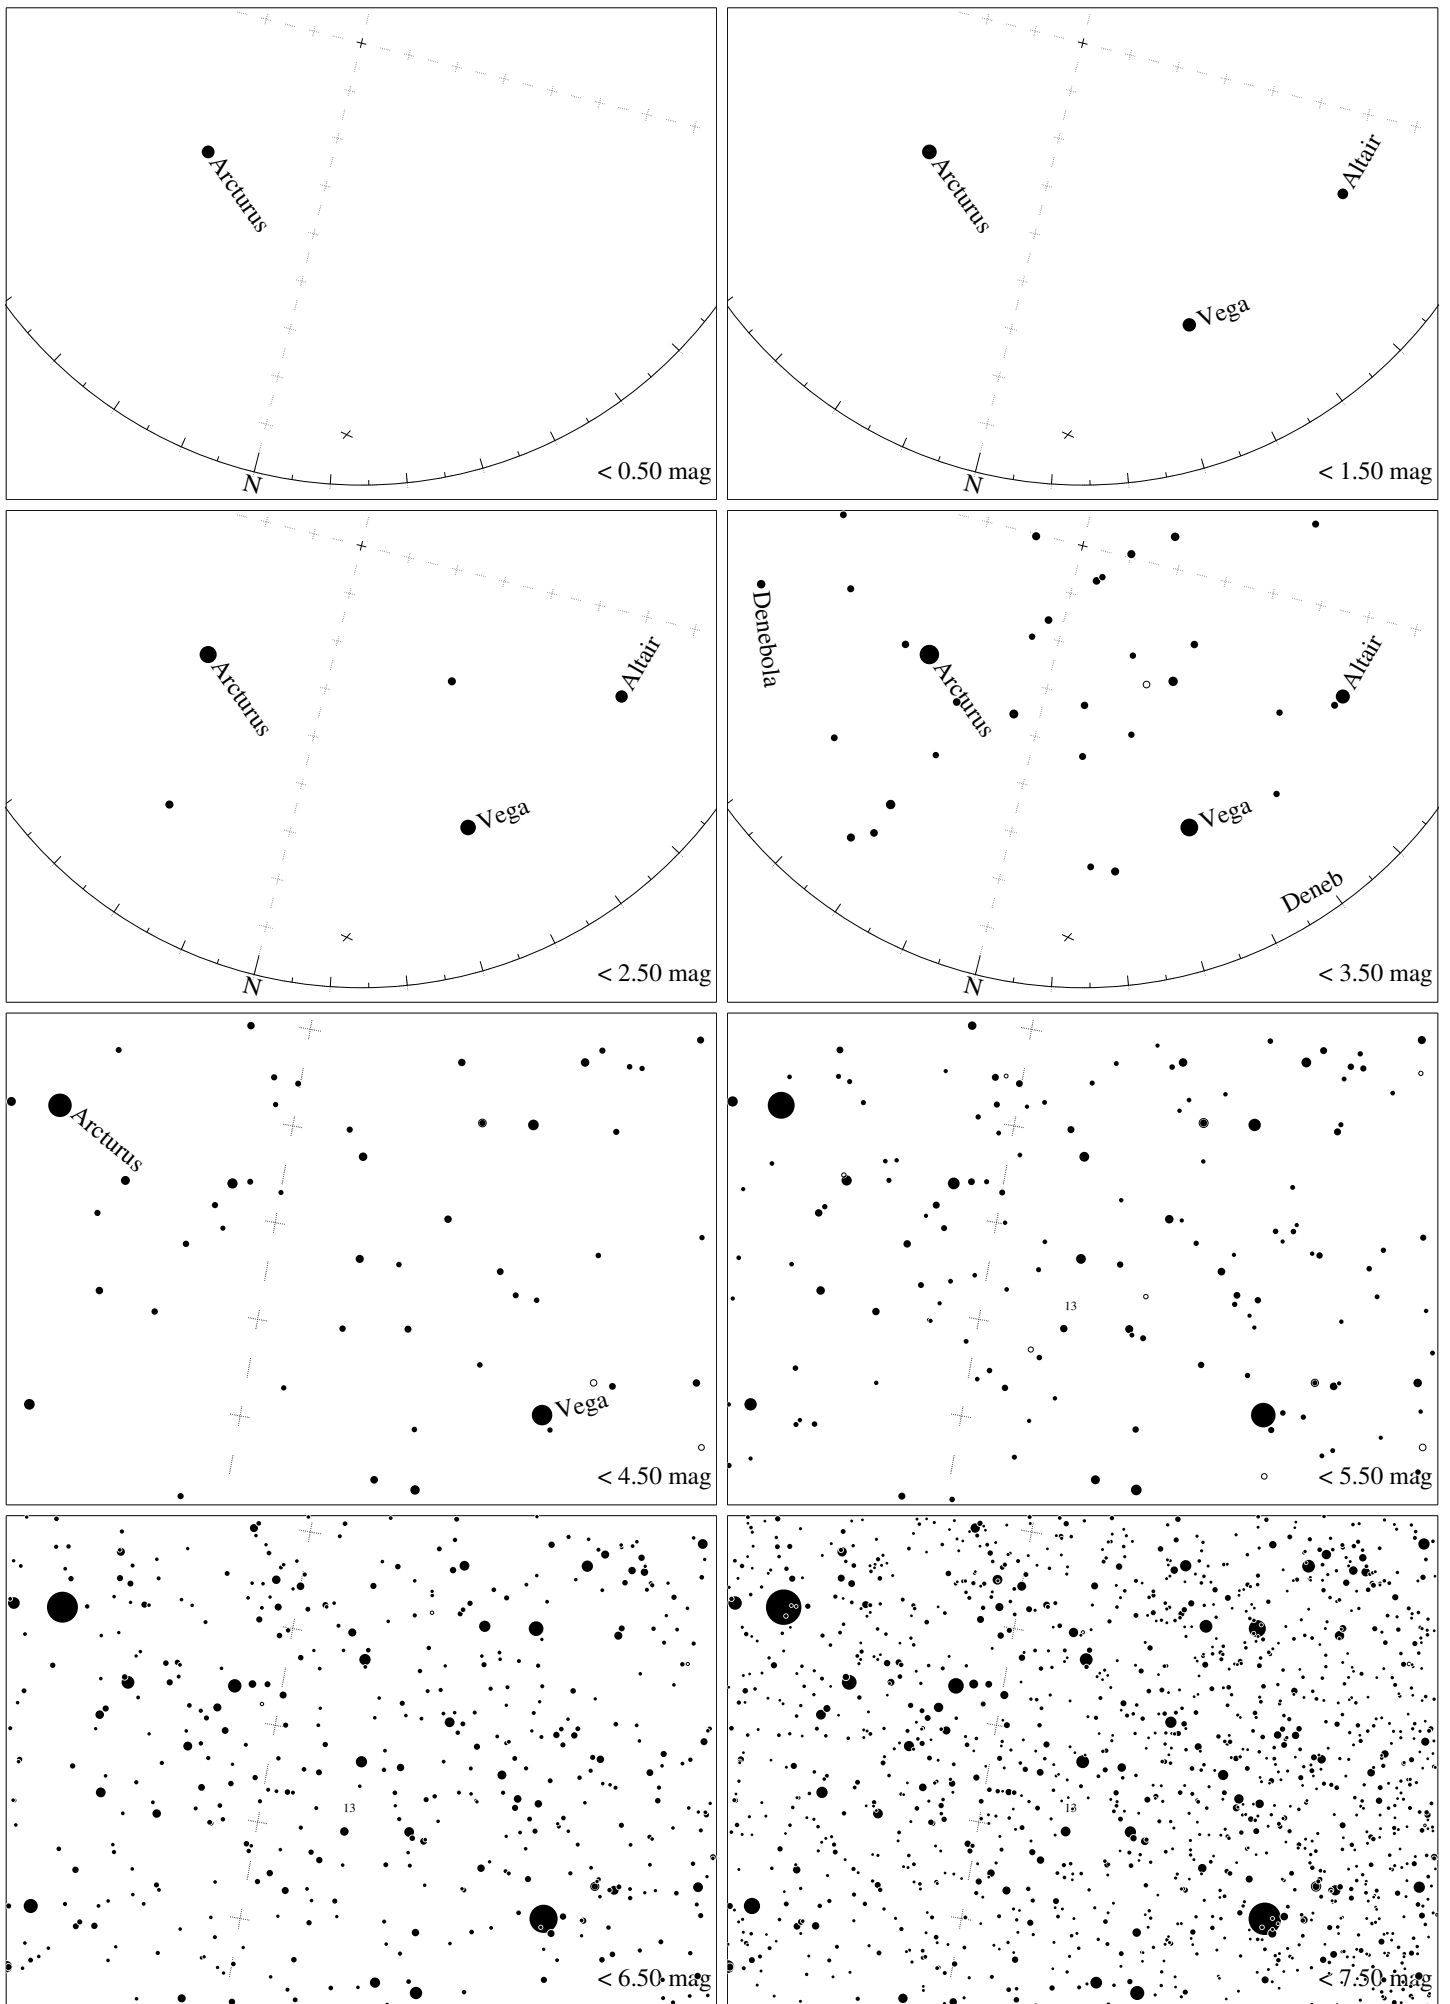 Arcturus
N
< 0.50 mag
Arcturus
Altair
Vega
N
< 1.50 mag
Arcturus
Altair
Vega
N
< 2.50 mag
Denebola
Arcturus
Altair
Vega
Deneb
N
< 3.50 mag
Arcturus
Vega
< 4.50 mag
13
< 5.50 mag
13
< 6.50 mag
13
< 7.50 mag